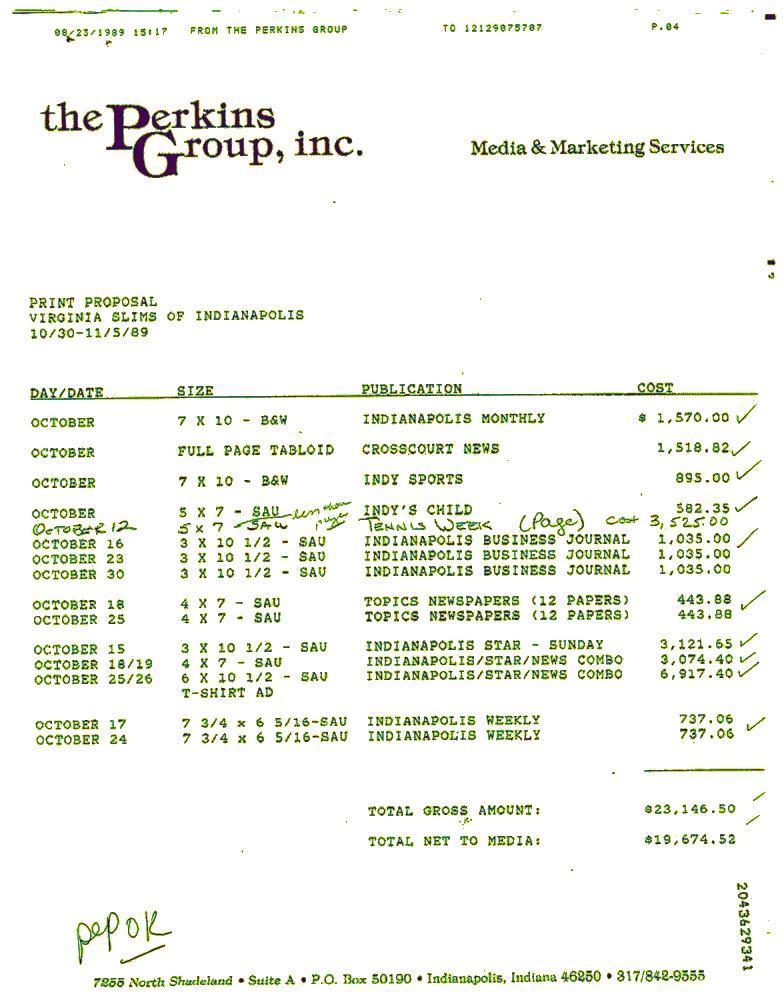 08/23/1989 15:17 FROM THE PERKINS GROUP TO 12129075707 P.04
the Perkins Group, inc.
Media & Marketing Services
PRINT PROPOSAL
VIRGINIA SLIMS OF INDIANAPOLIS
10/30-11/5/89
DAY/DATE SIZE PUBLICATION COST
OCTOBER 7 X 10 - B&W INDIANAPOLIS MONTHLY $ 1,570.00
OCTOBER FULL PAGE TABLOID CROSSCOURT NEWS 1,518.82
OCTOBER 7 X 10 - B&W INDY SPORTS 895.00
OCTOBER 5 X 7 - SAU less than page INDY'S CHILD 582.35
OCTOBER 12 5 X 7 - SAU TENNIS WEEK (Page) cost 3,525.00
OCTOBER 16 3 X 10 1/2 - SAU INDIANAPOLIS BUSINESS JOURNAL 1,035.00
OCTOBER 23 3 X 10 1/2 - SAU INDIANAPOLIS BUSINESS JOURNAL 1,035.00
OCTOBER 30 3 X 10 1/2 - SAU INDIANAPOLIS BUSINESS JOURNAL 1,035.00
OCTOBER 18 4 X 7 - SAU TOPICS NEWSPAPERS (12 PAPERS) 443.88
OCTOBER 25 4 X 7 - SAU TOPICS NEWSPAPERS (12 PAPERS) 443.88
OCTOBER 15 3 X 10 1/2 - SAU INDIANAPOLIS STAR - SUNDAY 3,121.65
OCTOBER 18/19 4 X 7 - SAU INDIANAPOLIS/STAR/NEWS COMBO 3,074.40
OCTOBER 25/26 6 X 10 1/2 - SAU INDIANAPOLIS/STAR/NEWS COMBO 6,917.40
T-SHIRT AD
OCTOBER 17 7 3/4 x 6 5/16-SAU INDIANAPOLIS WEEKLY 737.06
OCTOBER 24 7 3/4 x 6 5/16-SAU INDIANAPOLIS WEEKLY 737.06
TOTAL GROSS AMOUNT: $23,146.50
TOTAL NET TO MEDIA: $19,674.52
pep OK
2043629341
7255 North Shadeland • Suite A • P.O. Box 50190 • Indianapolis, Indiana 46250 • 317/842-9555